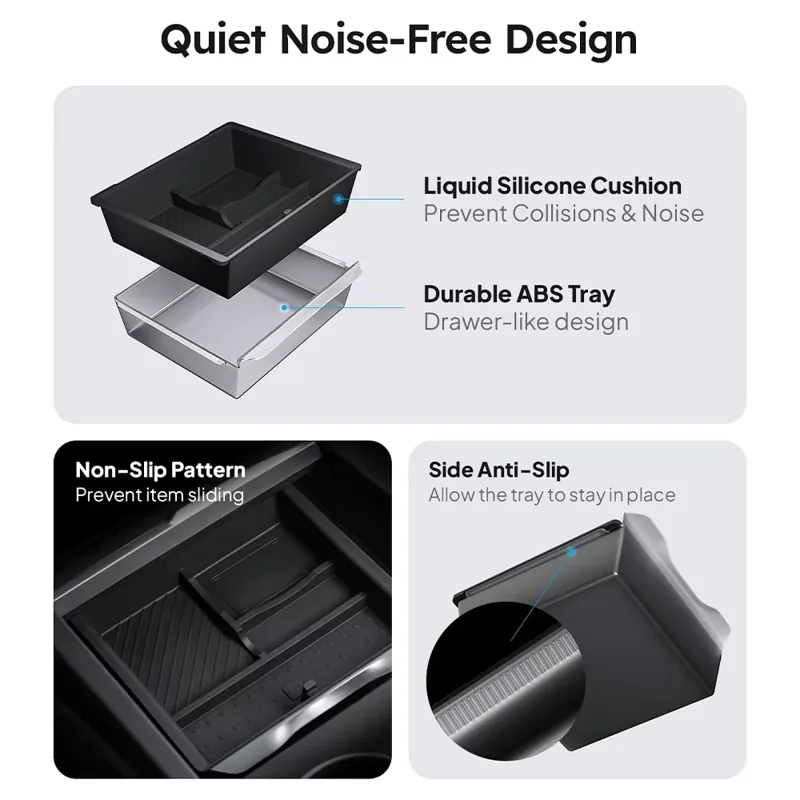 Quiet Noise-Free Design
Liquid Silicone Cushion
Prevent Collisions & Noise
Durable ABS Tray
Drawer-like design
Non-Slip Pattern
Prevent item sliding
Side Anti-Slip
Allow the tray to stay in place